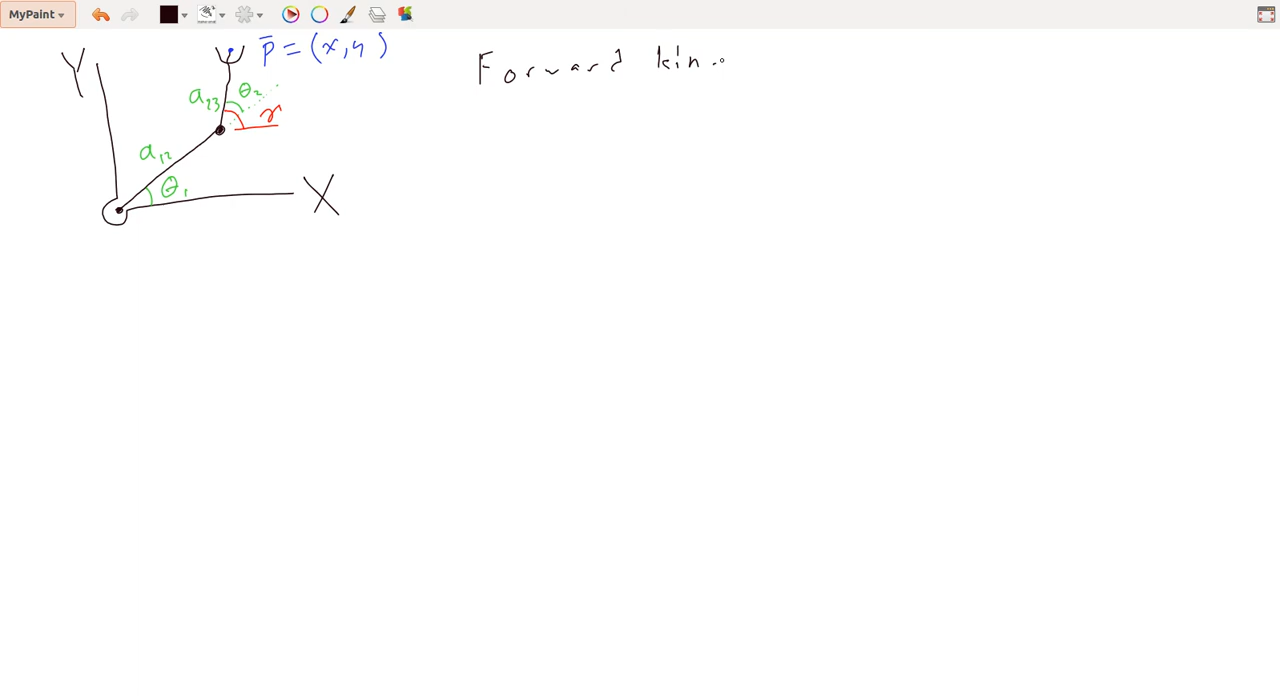 MyPaint
Y
p̄ = (x,y)
Forward kin.
a₂₃
θ₂
γ
a₁₂
θ₁
X